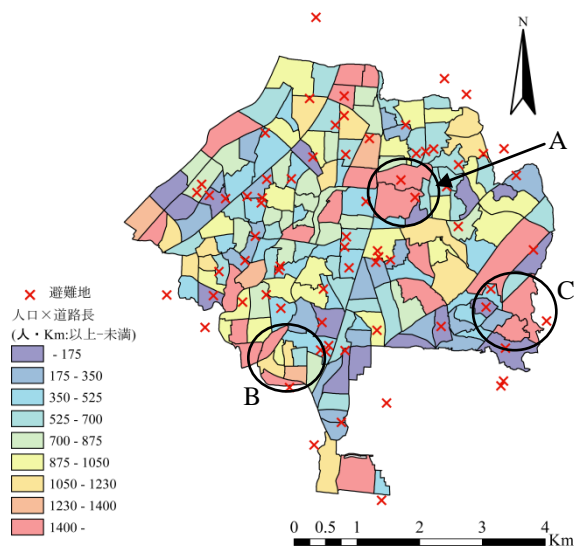 N
A
C
B
避難地
人口×道路長
(人・Km:以上−未満)
- 175
175 - 350
350 - 525
525 - 700
700 - 875
875 - 1050
1050 - 1230
1230 - 1400
1400 -
0 0.5 1 2 3 4
Km